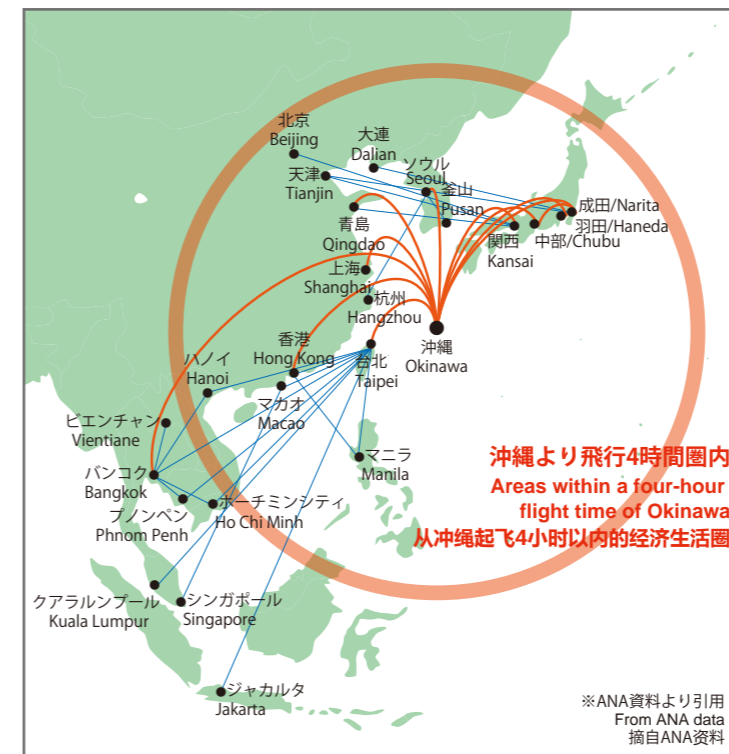 北京
Beijing
大連
Dalian
ソウル
Seoul
天津
Tianjin
釜山
Pusan
成田/Narita
羽田/Haneda
中部/Chubu
関西
Kansai
青島
Qingdao
上海
Shanghai
杭州
Hangzhou
沖縄
Okinawa
香港
Hong Kong
台北
Taipei
ハノイ
Hanoi
マカオ
Macao
ビエンチャン
Vientiane
マニラ
Manila
バンコク
Bangkok
プノンペン
Phnom Penh
ホーチミンシティ
Ho Chi Minh
沖縄より飛行4時間圏内
Areas within a four-hour
flight time of Okinawa
从冲绳起飞4小时以内的经济生活圈
クアラルンプール
Kuala Lumpur
シンガポール
Singapore
ジャカルタ
Jakarta
※ANA資料より引用
From ANA data
摘自ANA资料